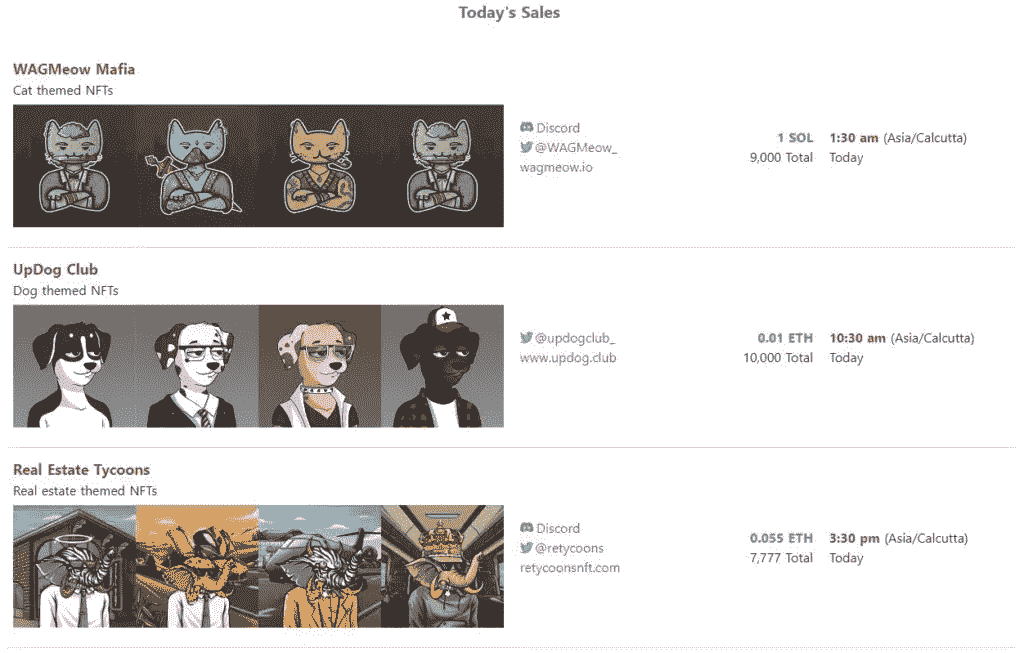 Today's Sales
WAGMeow Mafia
Cat themed NFTs
Discord
@WAGMeow_
wagmeow.io
1 SOL
9,000 Total
1:30 am (Asia/Calcutta)
Today
UpDog Club
Dog themed NFTs
@updogclub_
www.updog.club
0.01 ETH
10,000 Total
10:30 am (Asia/Calcutta)
Today
Real Estate Tycoons
Real estate themed NFTs
Discord
@retycoons
retycoonsnft.com
0.055 ETH
7,777 Total
3:30 pm (Asia/Calcutta)
Today